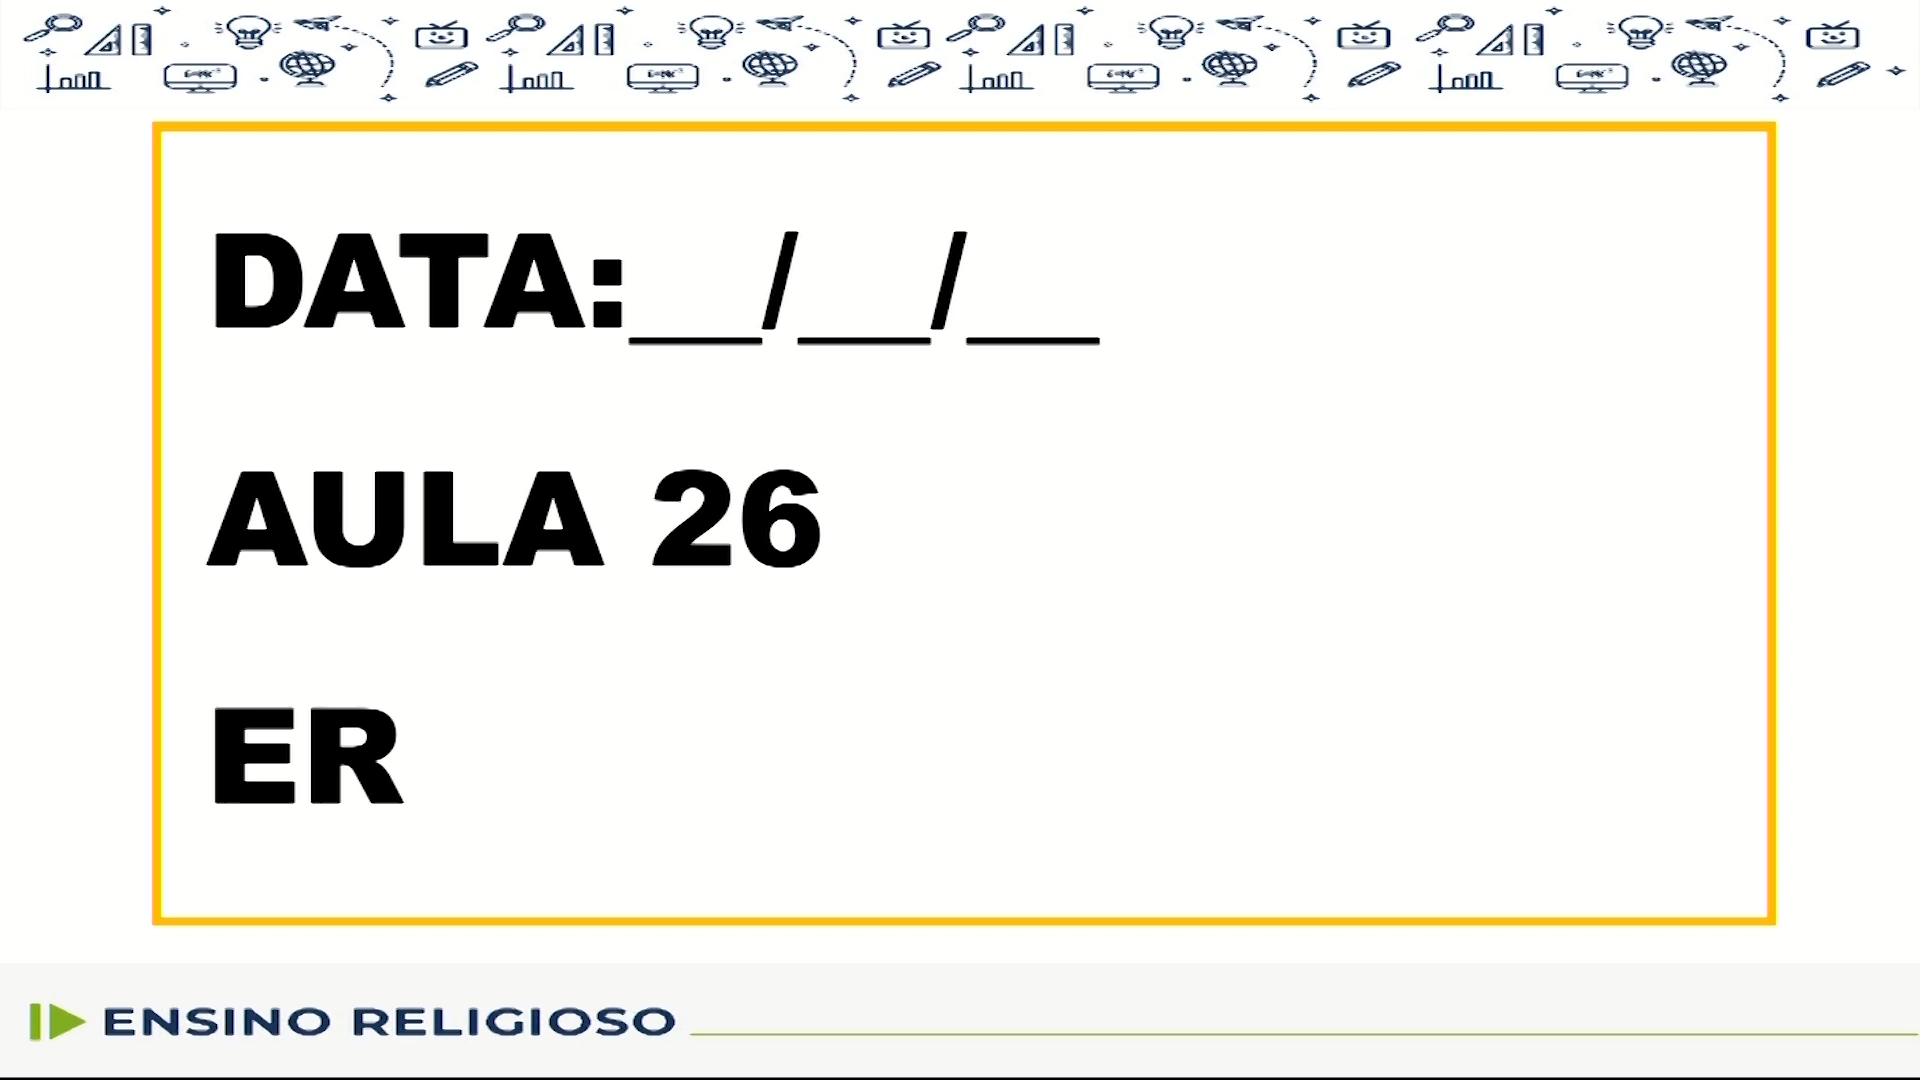 DATA:__/__/__
AULA 26
ER
ENSINO RELIGIOSO